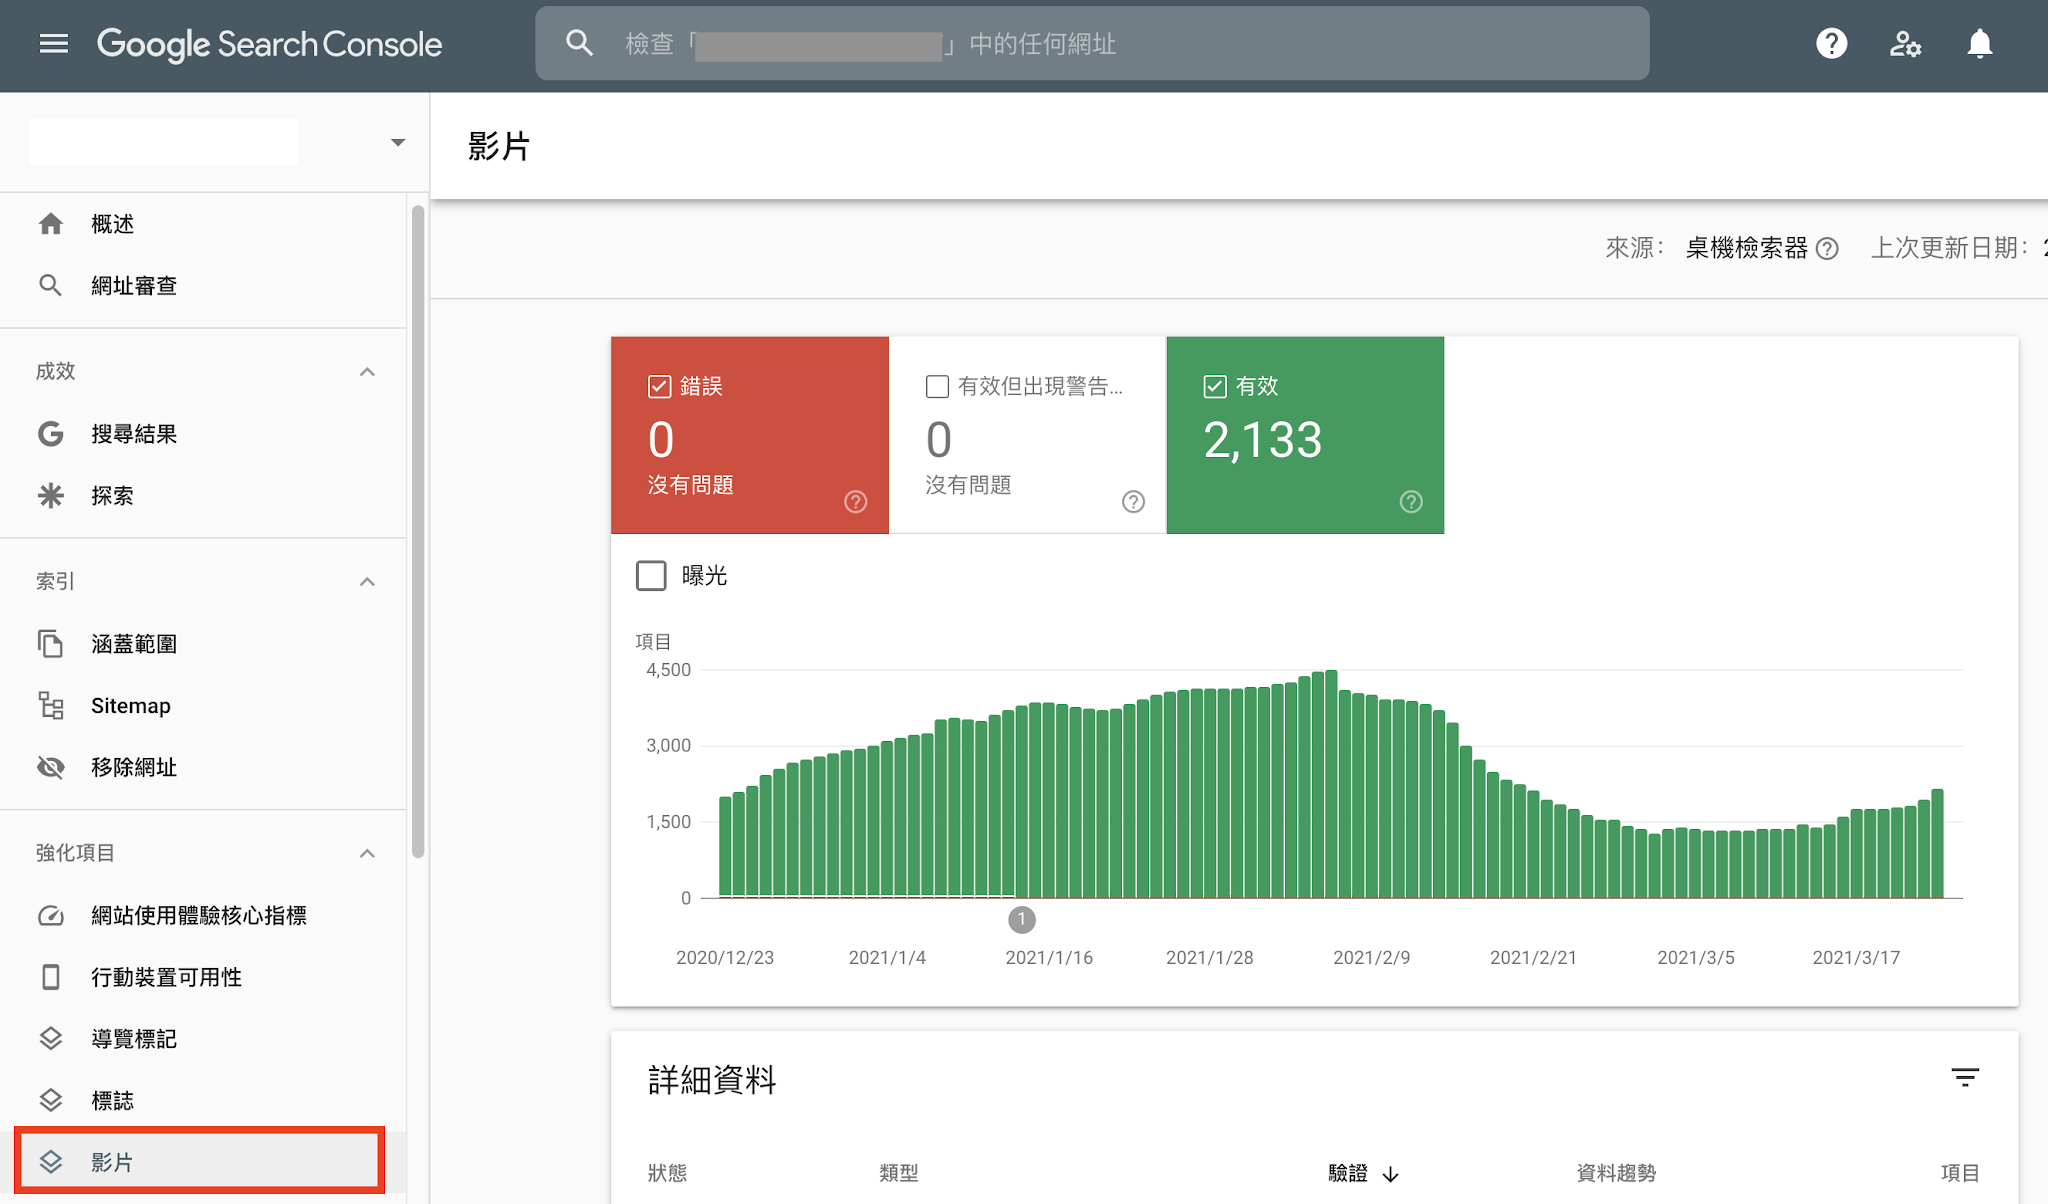 Google Search Console
檢查「 」中的任何網址
影片
概述
網址審查
成效
搜尋結果
探索
索引
涵蓋範圍
Sitemap
移除網址
強化項目
網站使用體驗核心指標
行動裝置可用性
導覽標記
標誌
影片
來源： 桌機檢索器 上次更新日期：
錯誤
0
沒有問題
有效但出現警告...
0
沒有問題
有效
2,133
曝光
項目
4,500
3,000
1,500
0
1
2020/12/23 2021/1/4 2021/1/16 2021/1/28 2021/2/9 2021/2/21 2021/3/5 2021/3/17
詳細資料
狀態 類型 驗證 資料趨勢 項目